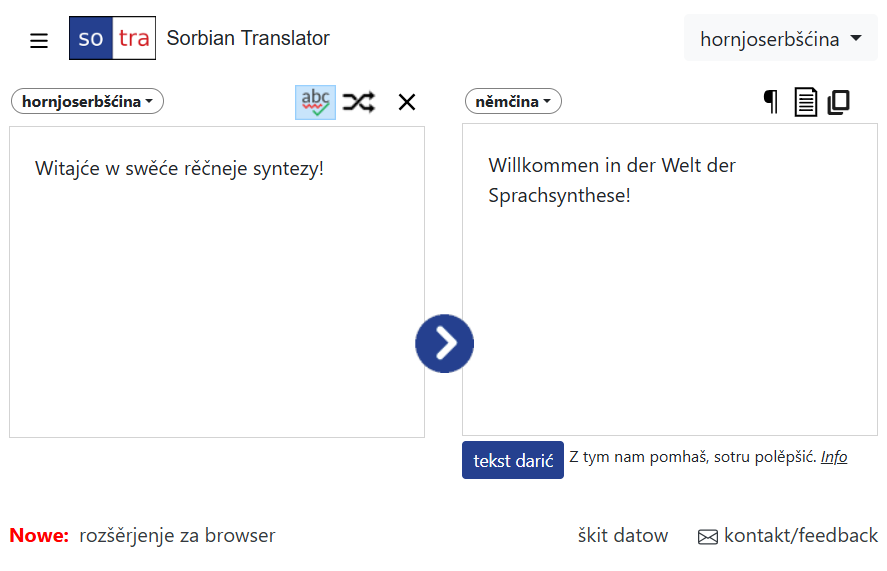 so tra Sorbian Translator
hornjoserbšćina
hornjoserbšćina
abc
němčina
Witajće w swěće rěčneje syntezy!
Willkommen in der Welt der
Sprachsynthese!
tekst darić
Z tym nam pomhaš, sotru polěpšić. Info
Nowe: rozšěrjenje za browser
škit datow
kontakt/feedback